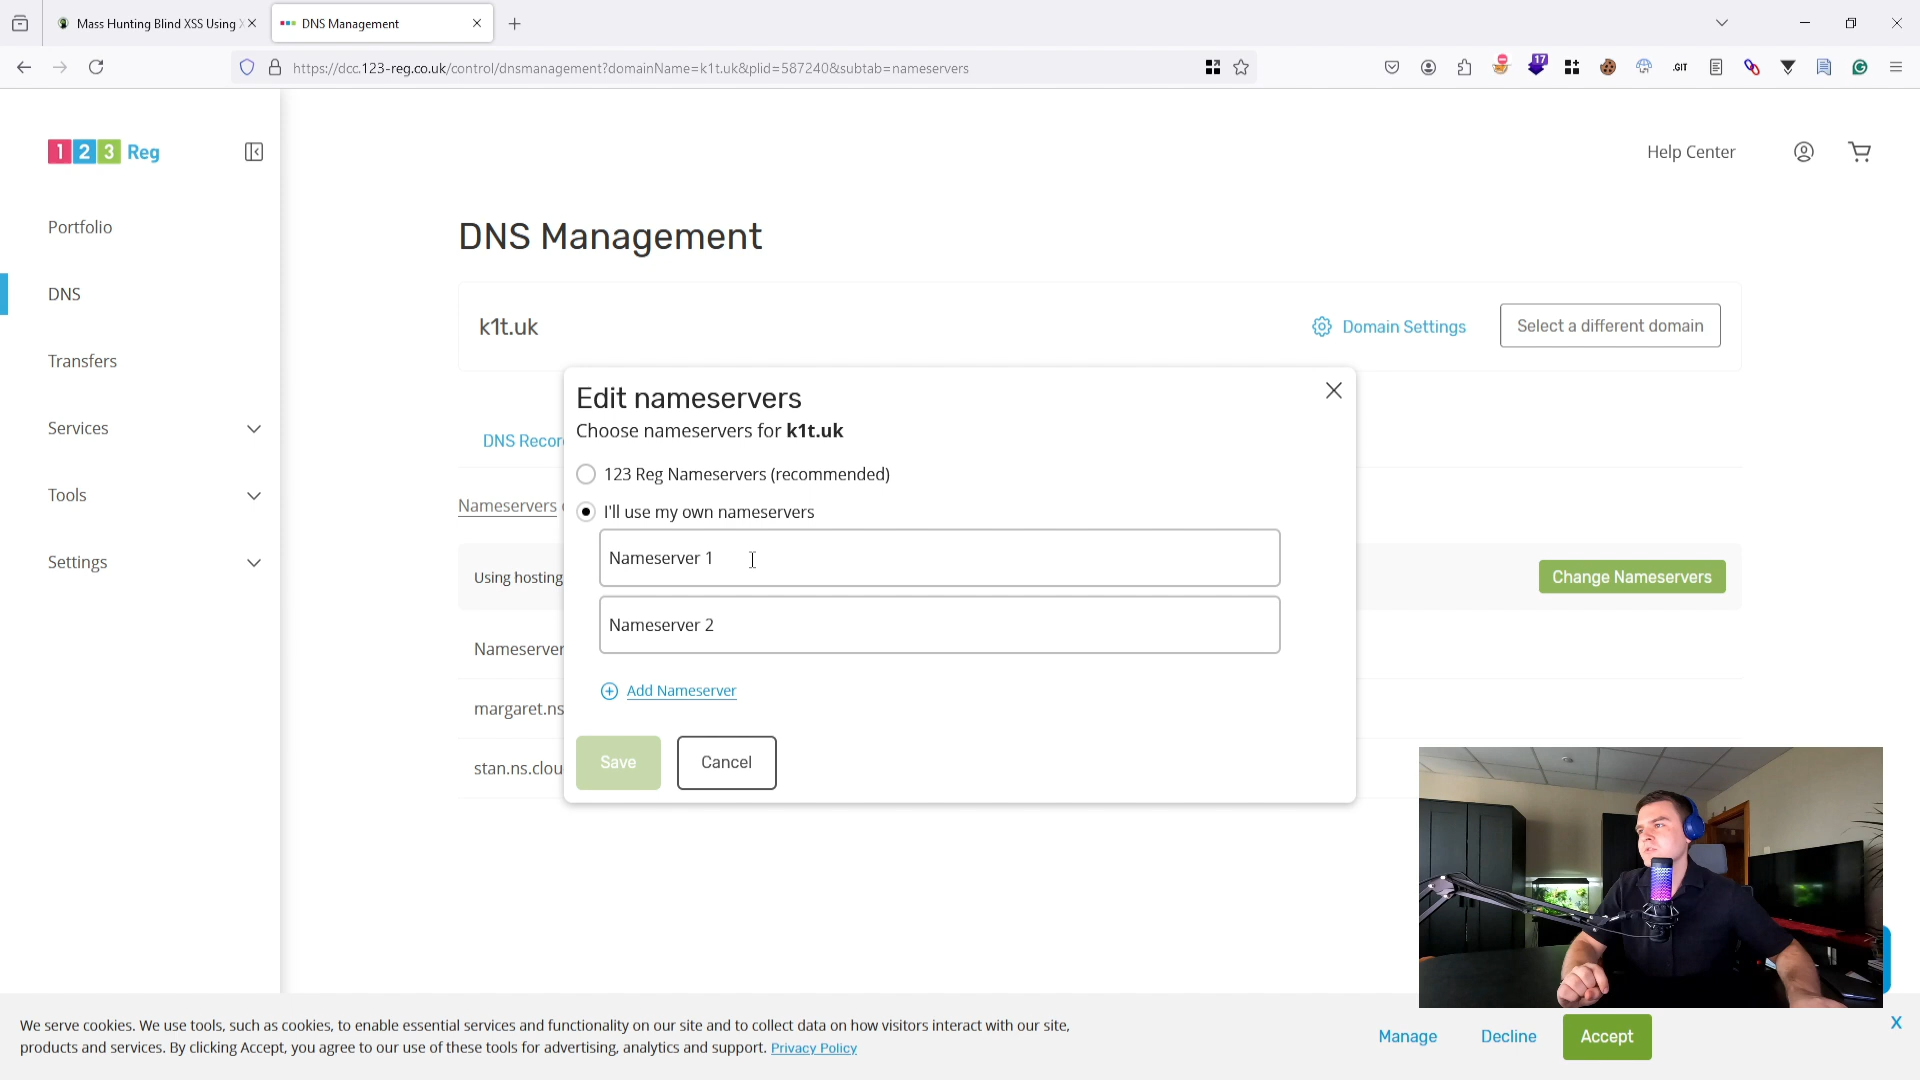 Mass Hunting Blind XSS Using X
DNS Management
https://dcc.123-reg.co.uk/control/dnsmanagement?domainName=k1t.uk&plid=587240&subtab=nameservers
17
.GIT
123 Reg
Help Center
Portfolio
DNS
Transfers
Services
Tools
Settings
DNS Management
k1t.uk
Domain Settings
Select a different domain
DNS Recor
Nameservers
Using hosting
Change Nameservers
Nameserver
margaret.ns
stan.ns.clou
Edit nameservers
Choose nameservers for k1t.uk
123 Reg Nameservers (recommended)
I'll use my own nameservers
Nameserver 1
Nameserver 2
Add Nameserver
Save
Cancel
We serve cookies. We use tools, such as cookies, to enable essential services and functionality on our site and to collect data on how visitors interact with our site,
products and services. By clicking Accept, you agree to our use of these tools for advertising, analytics and support. Privacy Policy
Manage
Decline
Accept
X